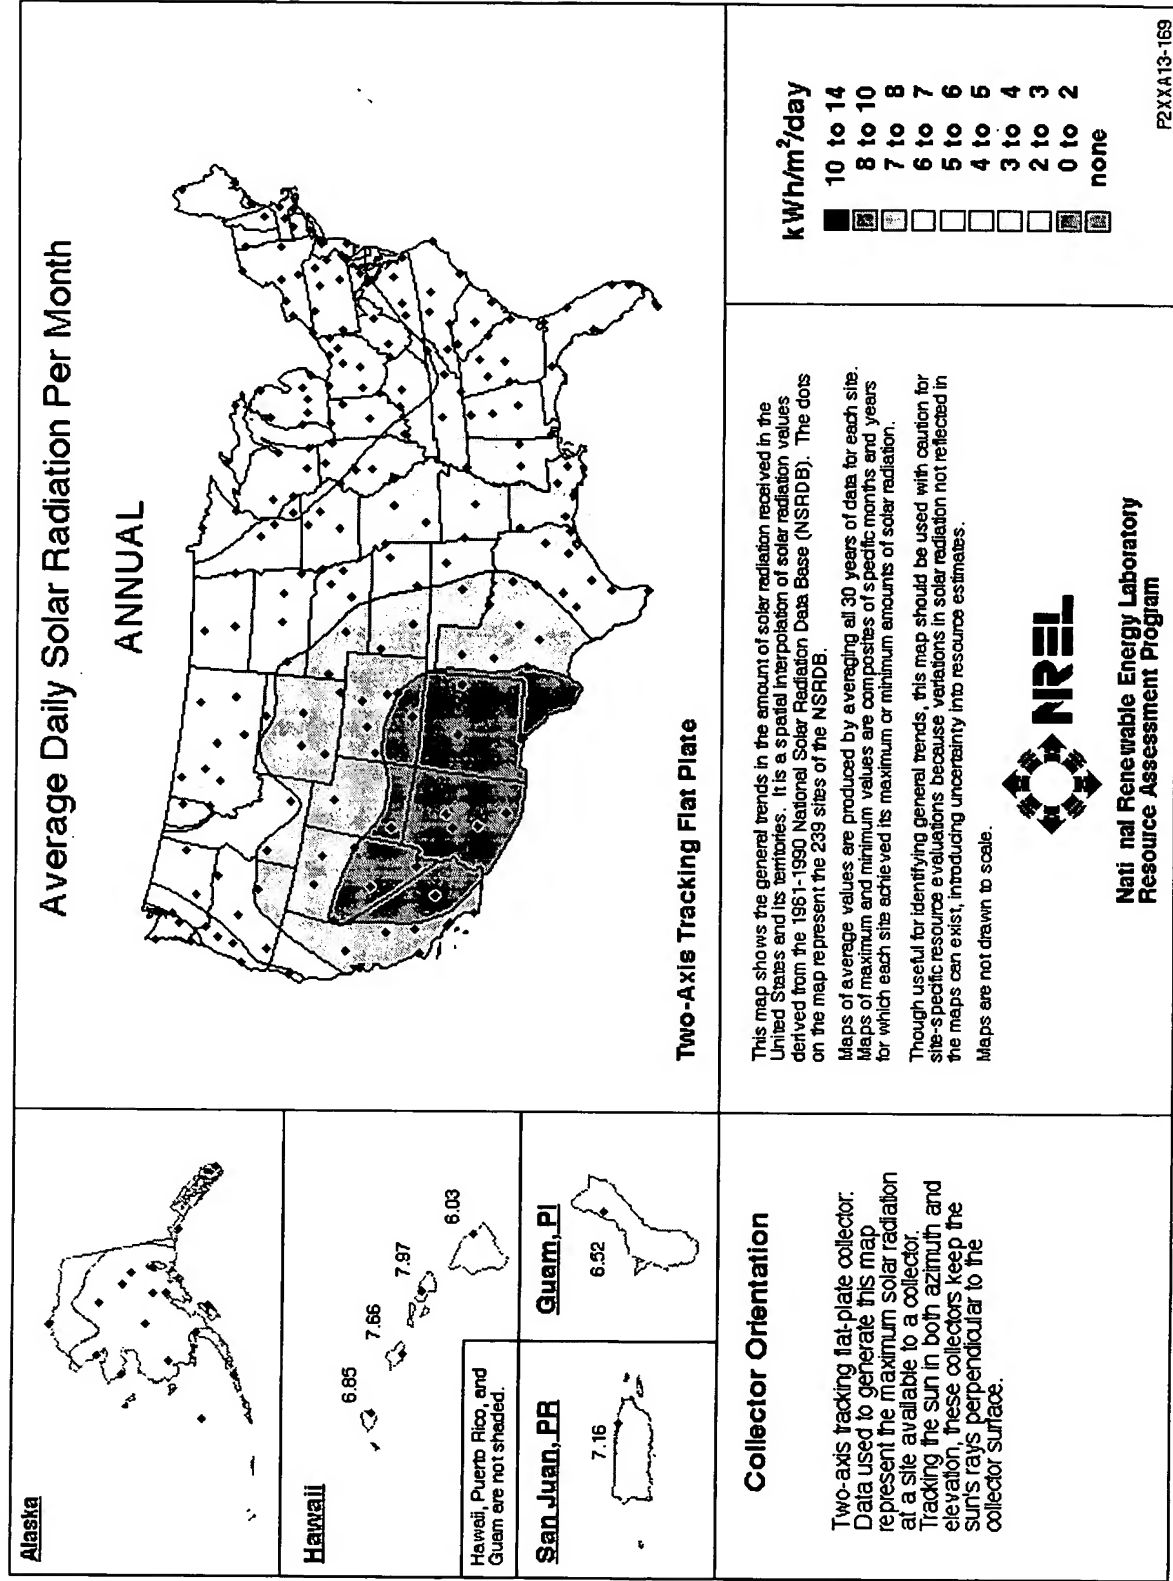 Average Daily Solar Radiation Per Month
ANNUAL
Two-Axis Tracking Flat Plate
Alaska
Hawaii
6.85
7.66
7.97
6.03
Hawaii, Puerto Rico, and
Guam are not shaded.
San Juan, PR
7.16
Guam, PI
6.52
Collector Orientation
Two-axis tracking flat-plate collector:
Data used to generate this map
represent the maximum solar radiation
at a site available to a collector.
Tracking the sun in both azimuth and
elevation, these collectors keep the
sun's rays perpendicular to the
collector surface.
This map shows the general trends in the amount of solar radiation received in the
United States and its territories. It is a spatial interpolation of solar radiation values
derived from the 1961-1990 National Solar Radiation Data Base (NSRDB). The dots
on the map represent the 239 sites of the NSRDB.
Maps of average values are produced by averaging all 30 years of data for each site.
Maps of maximum and minimum values are composites of specific months and years
for which each site achieved its maximum or minimum amounts of solar radiation.
Though useful for identifying general trends, this map should be used with caution for
site-specific resource evaluations because variations in solar radiation not reflected in
the maps can exist, introducing uncertainty into resource estimates.
Maps are not drawn to scale.
NREL
Nati nal Renewable Energy Laboratory
Resource Assessment Program
kWh/m²/day
10 to 14
8 to 10
7 to 8
6 to 7
5 to 6
4 to 5
3 to 4
2 to 3
0 to 2
none
P2XXA13-169